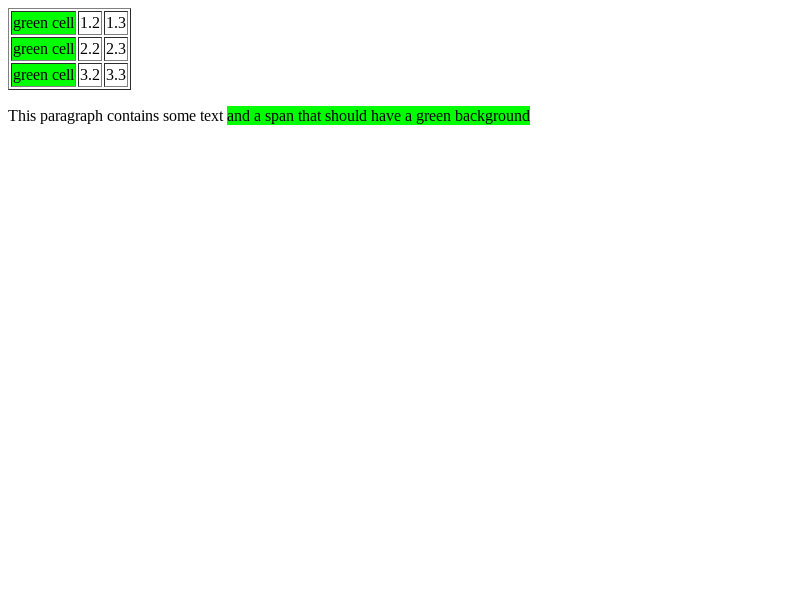 green cell 1.2 1.3
green cell 2.2 2.3
green cell 3.2 3.3
This paragraph contains some text and a span that should have a green background